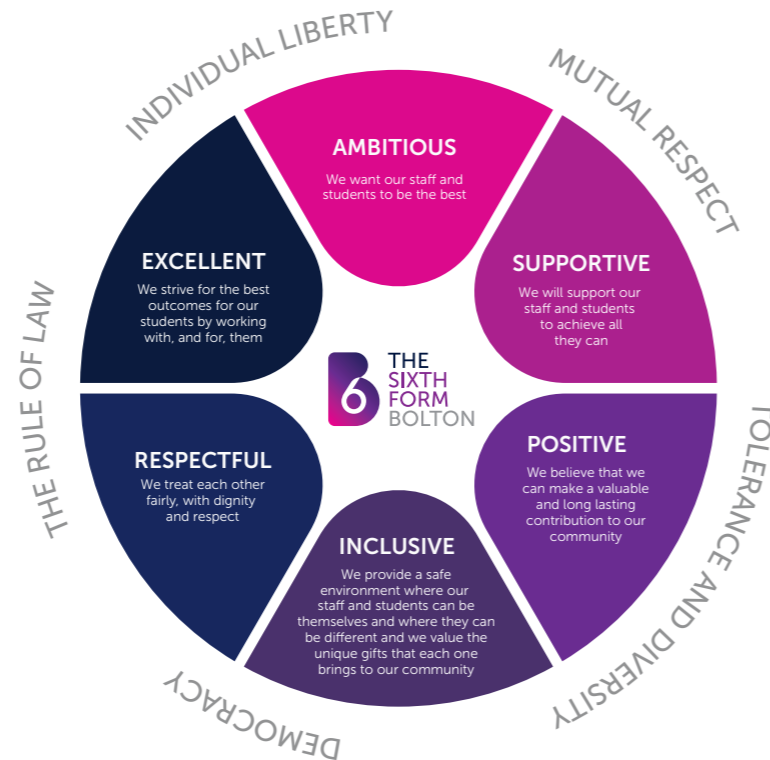 INDIVIDUAL LIBERTY
MUTUAL RESPECT
AMBITIOUS
We want our staff and
students to be the best
EXCELLENT
We strive for the best
outcomes for our
students by working
with, and for, them
SUPPORTIVE
We will support our
staff and students
to achieve all
they can
THE RULE OF LAW
B6
THE
SIXTH
FORM
BOLTON
RESPECTFUL
We treat each other
fairly, with dignity
and respect
POSITIVE
We believe that we
can make a valuable
and long lasting
contribution to our
community
TOLERANCE AND DIVERSITY
INCLUSIVE
We provide a safe
environment where our
staff and students can be
themselves and where they can
be different and we value the
unique gifts that each one
brings to our community
DEMOCRACY